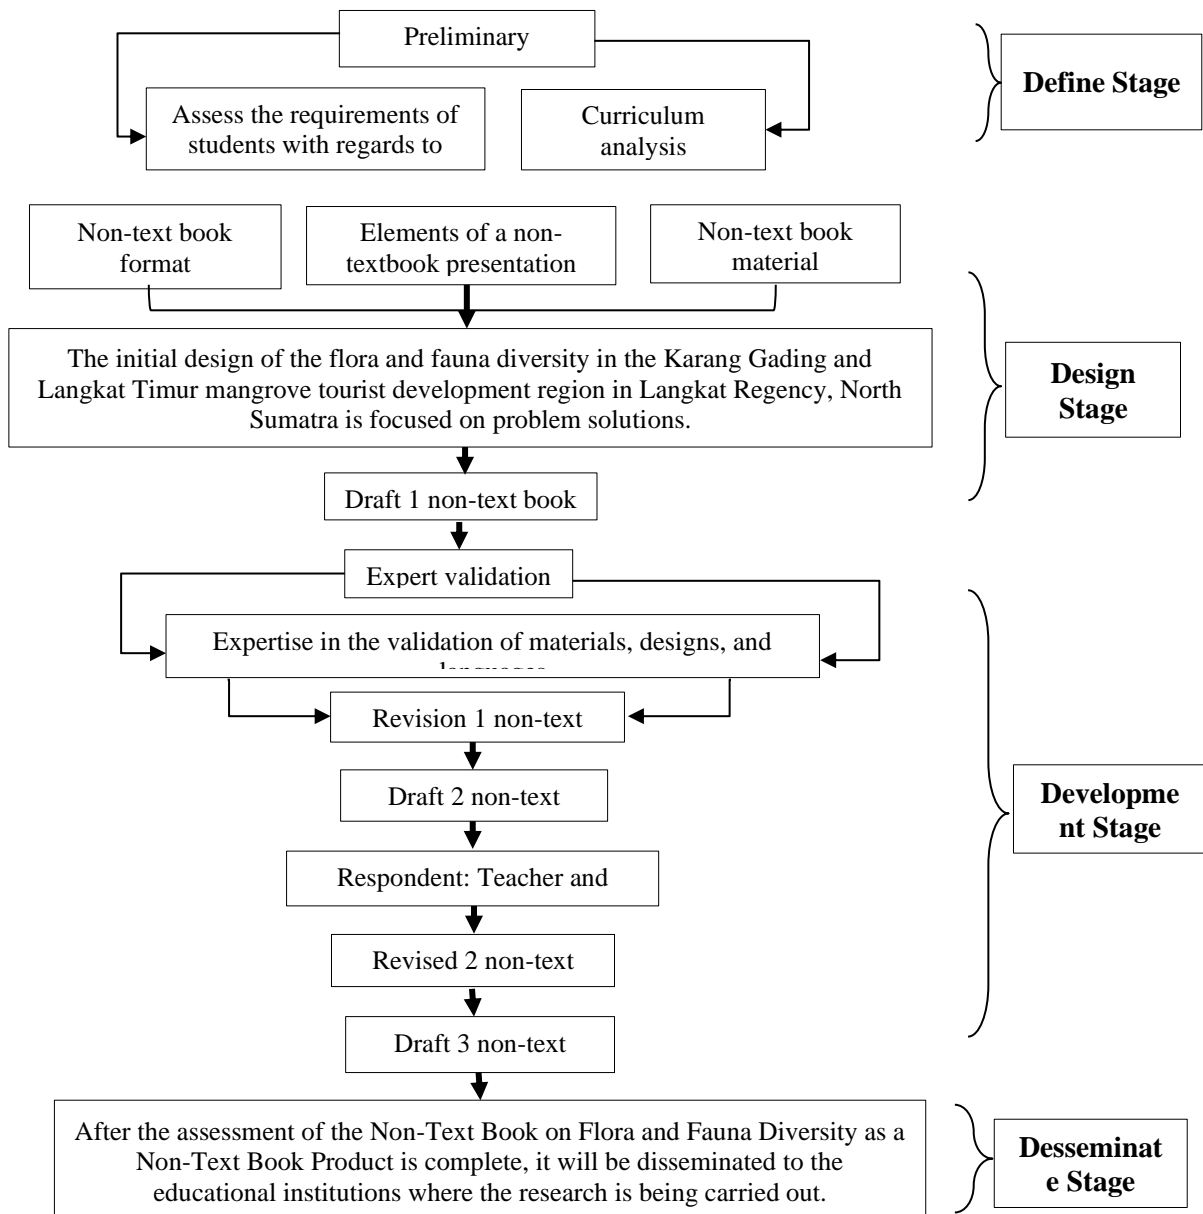 Preliminary
Define Stage
Assess the requirements of
students with regards to
Curriculum
analysis
Non-text book
format
Elements of a non-
textbook presentation
Non-text book
material
The initial design of the flora and fauna diversity in the Karang Gading and
Langkat Timur mangrove tourist development region in Langkat Regency, North
Sumatra is focused on problem solutions.
Design
Stage
Draft 1 non-text book
Expert validation
Expertise in the validation of materials, designs, and
Revision 1 non-text
Draft 2 non-text
Developme
nt Stage
Respondent: Teacher and
Revised 2 non-text
Draft 3 non-text
After the assessment of the Non-Text Book on Flora and Fauna Diversity as a
Non-Text Book Product is complete, it will be disseminated to the
educational institutions where the research is being carried out.
Desseminat
e Stage